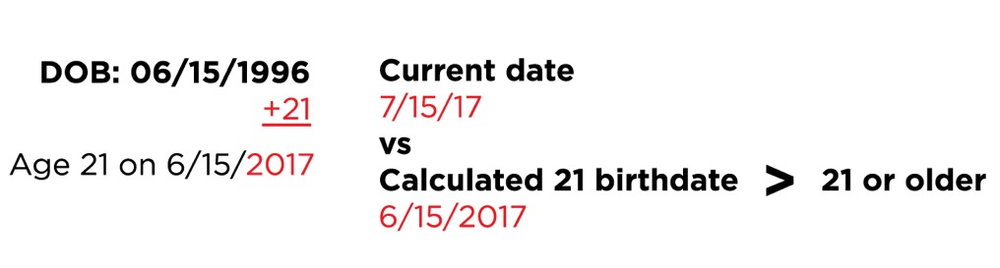 DOB: 06/15/1996
+21
Age 21 on 6/15/2017
Current date
7/15/17
vs
Calculated 21 birthdate > 21 or older
6/15/2017